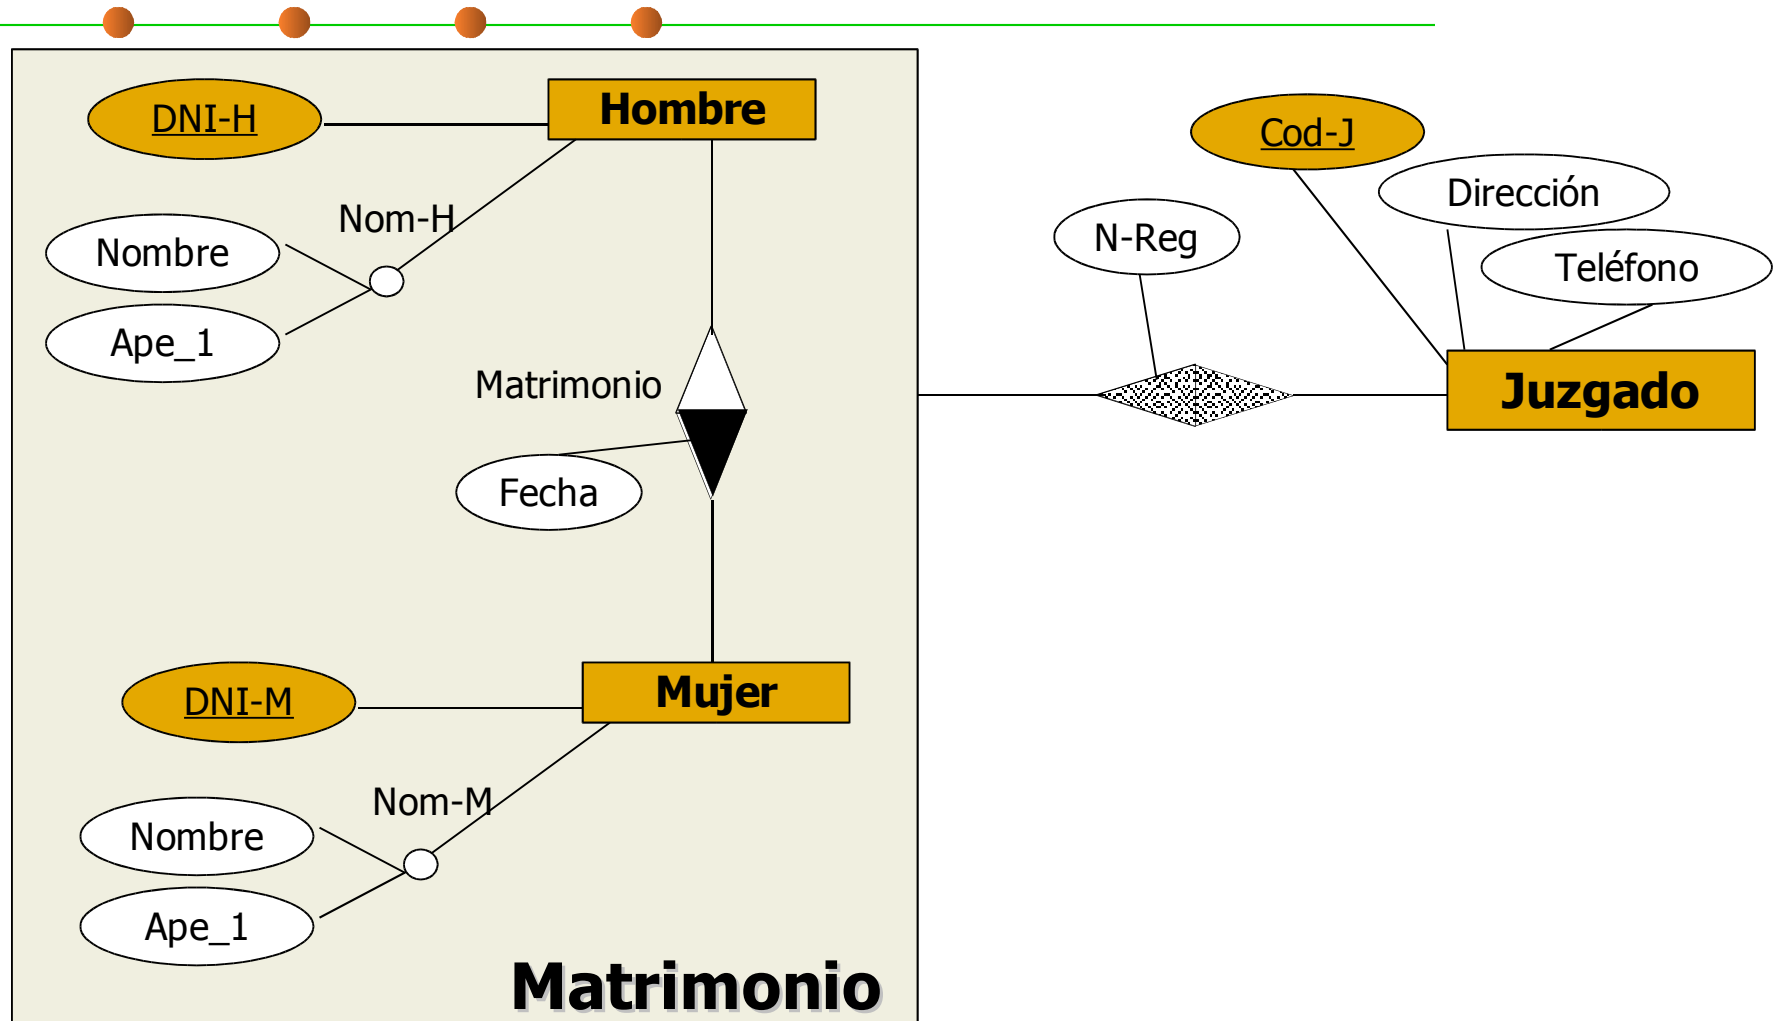 DNI-H
Hombre
Cod-J
Dirección
Nom-H
N-Reg
Nombre
Teléfono
Ape_1
Matrimonio
Juzgado
Fecha
DNI-M
Mujer
Nom-M
Nombre
Ape_1
Matrimonio